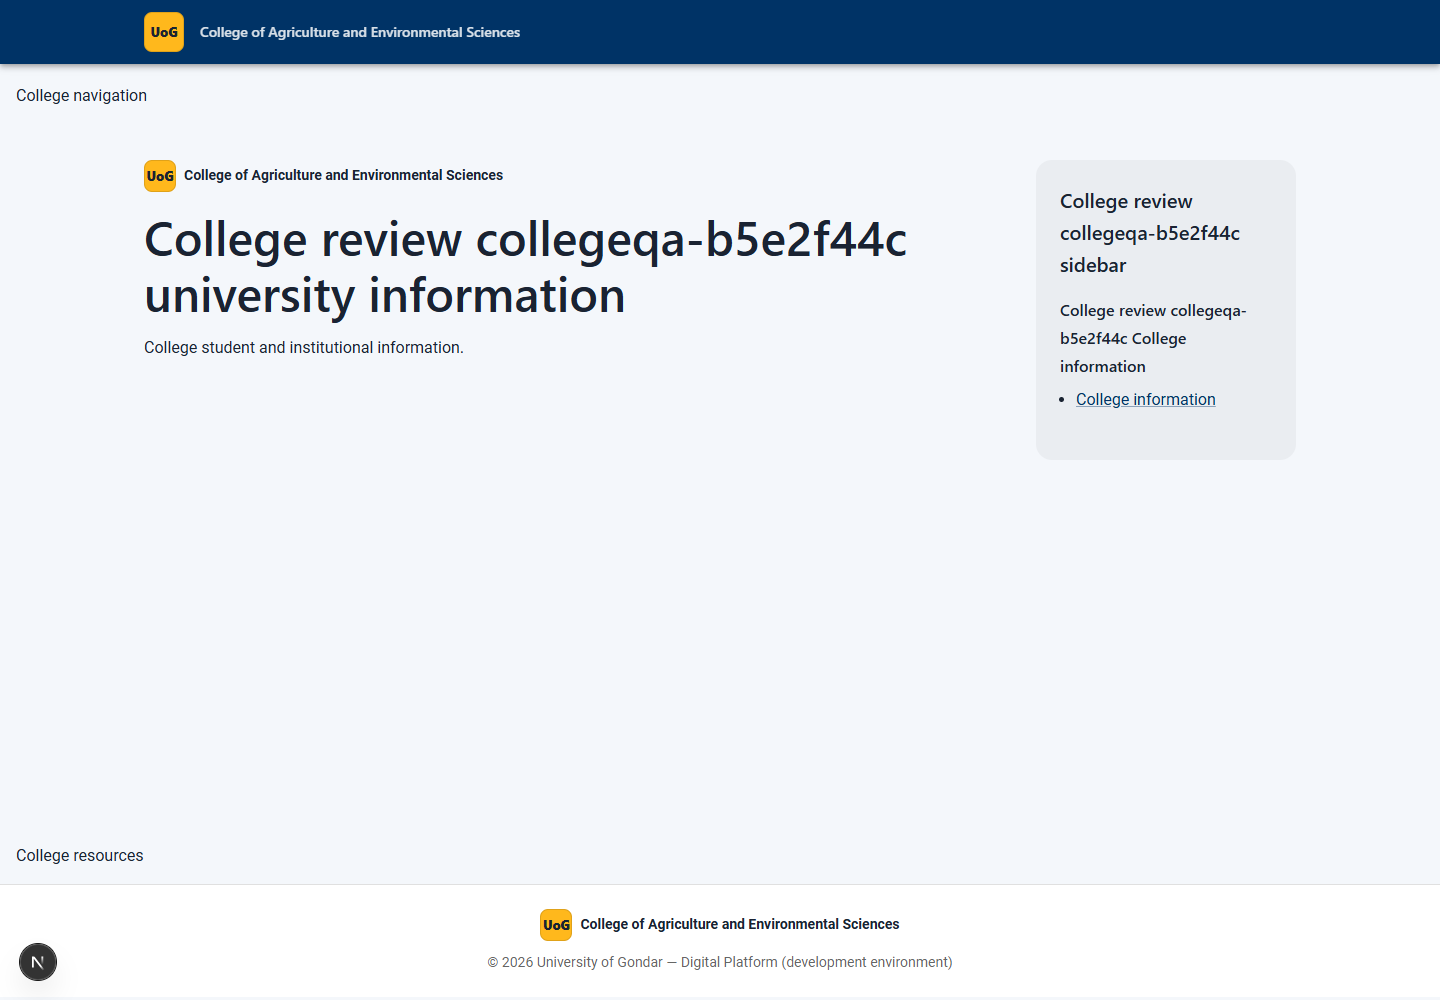 UoG College of Agriculture and Environmental Sciences
College navigation
UoG College of Agriculture and Environmental Sciences
College review collegeqa-b5e2f44c
university information
College student and institutional information.
College review
collegeqa-b5e2f44c
sidebar
College review collegeqa-
b5e2f44c College
information
College information
College resources
UoG College of Agriculture and Environmental Sciences
© 2026 University of Gondar — Digital Platform (development environment)
N